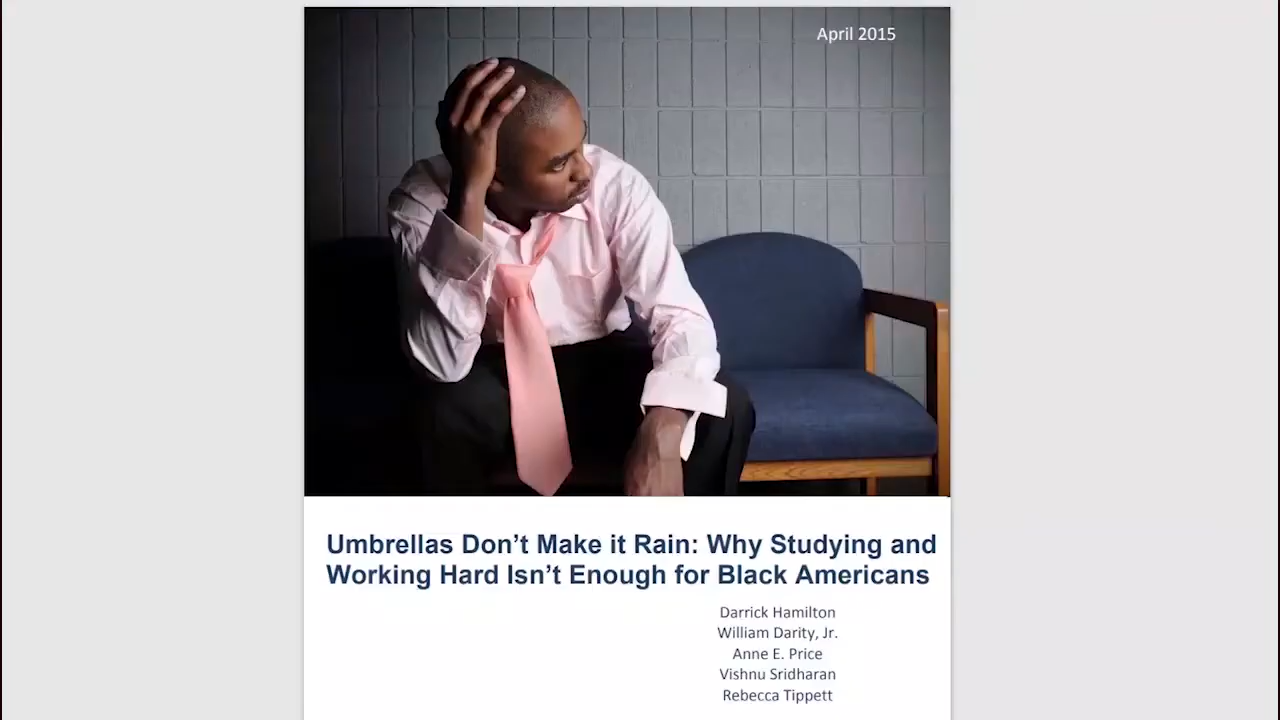 April 2015
Umbrellas Don’t Make it Rain: Why Studying and
Working Hard Isn’t Enough for Black Americans
Darrick Hamilton
William Darity, Jr.
Anne E. Price
Vishnu Sridharan
Rebecca Tippett